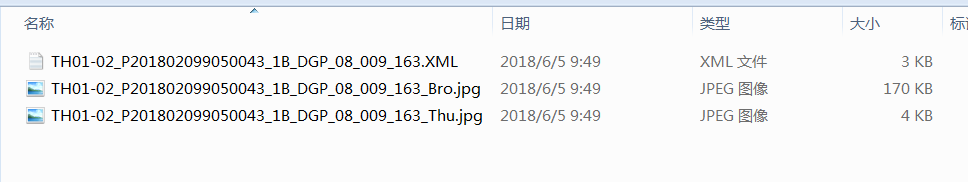 名称 日期 类型 大小
TH01-02_P201802099050043_1B_DGP_08_009_163.XML 2018/6/5 9:49 XML 文件 3 KB
TH01-02_P201802099050043_1B_DGP_08_009_163_Bro.jpg 2018/6/5 9:49 JPEG 图像 170 KB
TH01-02_P201802099050043_1B_DGP_08_009_163_Thu.jpg 2018/6/5 9:49 JPEG 图像 4 KB